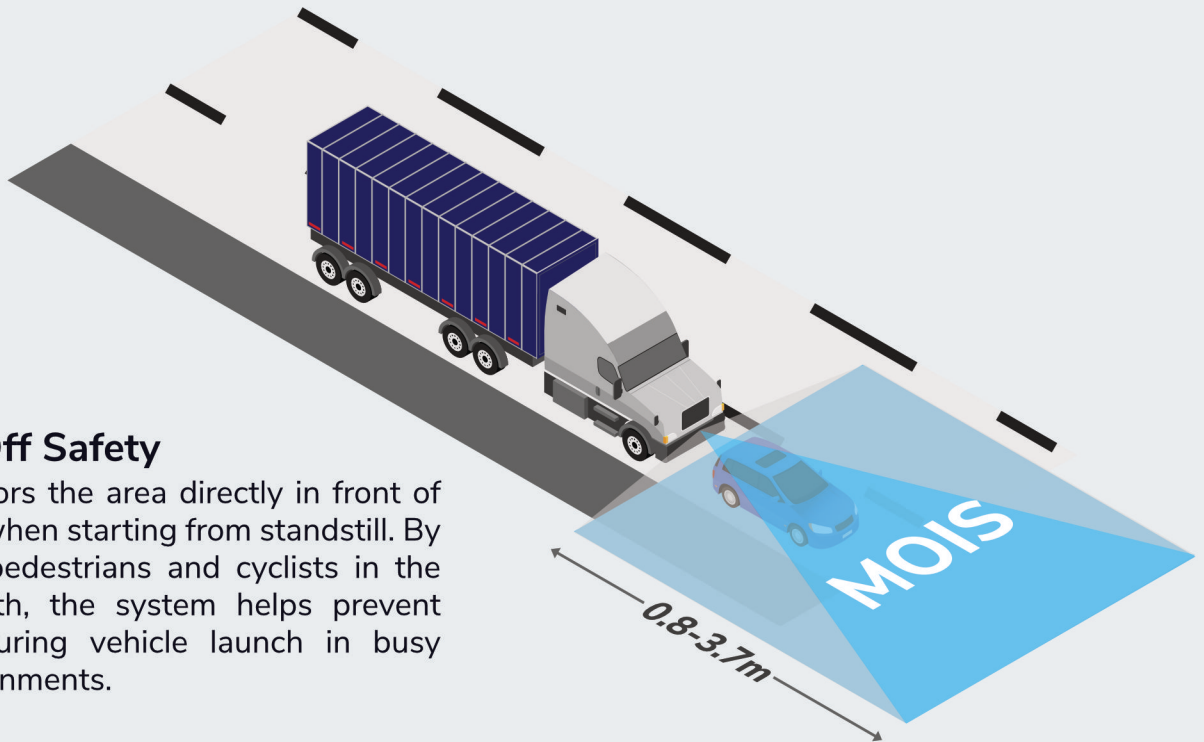 ff Safety
ors the area directly in front of
when starting from standstill. By
pedestrians and cyclists in the
th, the system helps prevent
uring vehicle launch in busy
nments.
MOIS
0.8-3.7m